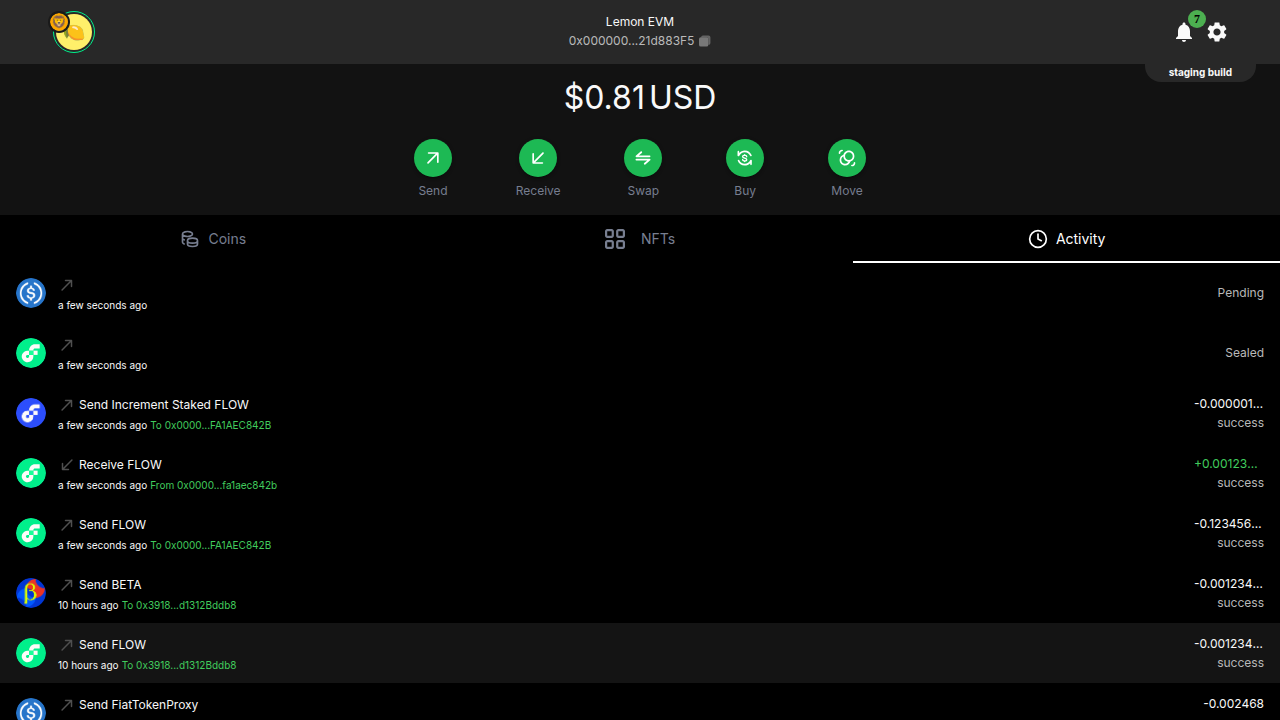 Lemon EVM
0x000000...21d883F5
7
staging build
$0.81 USD
Send
Receive
Swap
Buy
Move
Coins
NFTs
Activity
a few seconds ago
Pending
a few seconds ago
Sealed
Send Increment Staked FLOW
-0.000001...
a few seconds ago To 0x0000...FA1AEC842B
success
Receive FLOW
+0.00123...
a few seconds ago From 0x0000...fa1aec842b
success
Send FLOW
-0.123456...
a few seconds ago To 0x0000...FA1AEC842B
success
Send BETA
-0.001234...
10 hours ago To 0x3918...d1312Bddb8
success
Send FLOW
-0.001234...
10 hours ago To 0x3918...d1312Bddb8
success
Send FiatTokenProxy
-0.002468